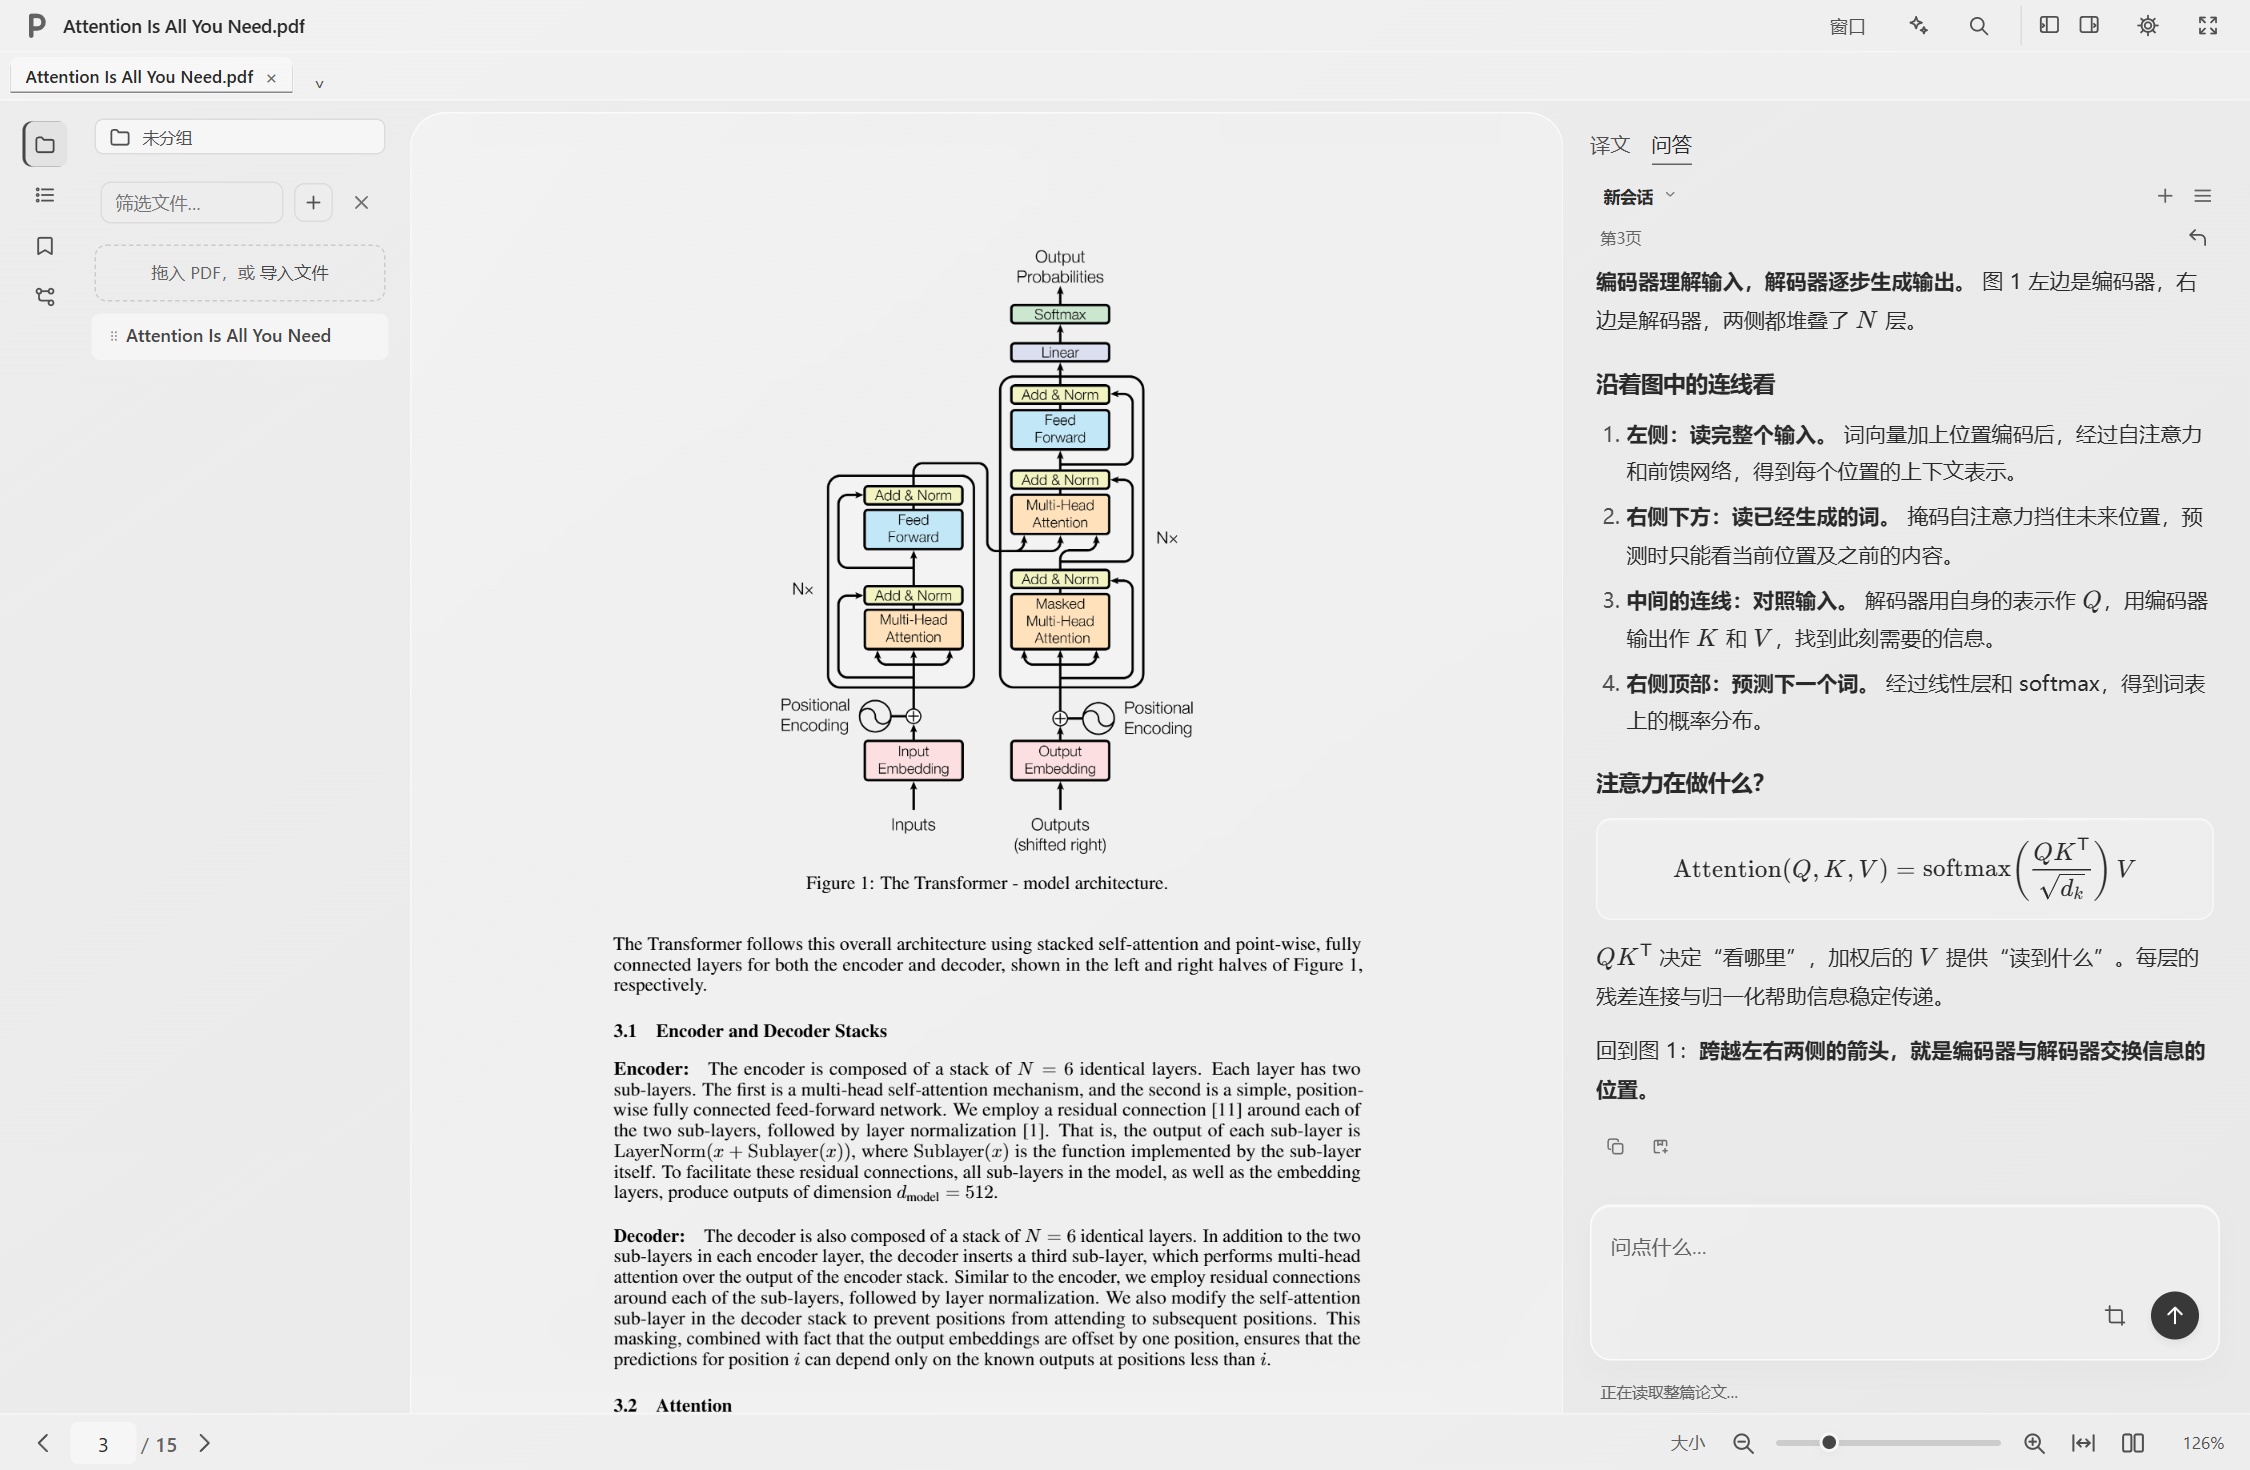 P Attention Is All You Need.pdf
窗口
Attention Is All You Need.pdf ×
未分组
筛选文件...
拖入 PDF，或 导入文件
Attention Is All You Need
Output
Probabilities
Softmax
Linear
Add & Norm
Feed
Forward
Add & Norm
Multi-Head
Attention
Add & Norm
Masked
Multi-Head
Attention
N×
Add & Norm
Feed
Forward
Add & Norm
Multi-Head
Attention
N×
Positional
Encoding
Positional
Encoding
Input
Embedding
Output
Embedding
Inputs
Outputs
(shifted right)
Figure 1: The Transformer - model architecture.
The Transformer follows this overall architecture using stacked self-attention and point-wise, fully
connected layers for both the encoder and decoder, shown in the left and right halves of Figure 1,
respectively.
3.1 Encoder and Decoder Stacks
Encoder: The encoder is composed of a stack of N = 6 identical layers. Each layer has two
sub-layers. The first is a multi-head self-attention mechanism, and the second is a simple, position-
wise fully connected feed-forward network. We employ a residual connection [11] around each of
the two sub-layers, followed by layer normalization [1]. That is, the output of each sub-layer is
LayerNorm(x + Sublayer(x)), where Sublayer(x) is the function implemented by the sub-layer
itself. To facilitate these residual connections, all sub-layers in the model, as well as the embedding
layers, produce outputs of dimension d_model = 512.
Decoder: The decoder is also composed of a stack of N = 6 identical layers. In addition to the two
sub-layers in each encoder layer, the decoder inserts a third sub-layer, which performs multi-head
attention over the output of the encoder stack. Similar to the encoder, we employ residual connections
around each of the sub-layers, followed by layer normalization. We also modify the self-attention
sub-layer in the decoder stack to prevent positions from attending to subsequent positions. This
masking, combined with fact that the output embeddings are offset by one position, ensures that the
predictions for position i can depend only on the known outputs at positions less than i.
3.2 Attention
译文 问答
新会话
第3页
编码器理解输入，解码器逐步生成输出。 图 1 左边是编码器，右
边是解码器，两侧都堆叠了 N 层。
沿着图中的连线看
1. 左侧：读完整个输入。 词向量加上位置编码后，经过自注意力
和前馈网络，得到每个位置的上下文表示。
2. 右侧下方：读已经生成的词。 掩码自注意力挡住未来位置，预
测时只能看当前位置及之前的内容。
3. 中间的连线：对照输入。 解码器用自身的表示作 Q，用编码器
输出作 K 和 V，找到此刻需要的信息。
4. 右侧顶部：预测下一个词。 经过线性层和 softmax，得到词表
上的概率分布。
注意力在做什么？
Attention(Q, K, V) = softmax(QK⊤ / √d_k) V
QK⊤ 决定“看哪里”，加权后的 V 提供“读到什么”。每层的
残差连接与归一化帮助信息稳定传递。
回到图 1：跨越左右两侧的箭头，就是编码器与解码器交换信息的
位置。
问点什么...
正在读取整篇论文...
3 / 15
大小
126%